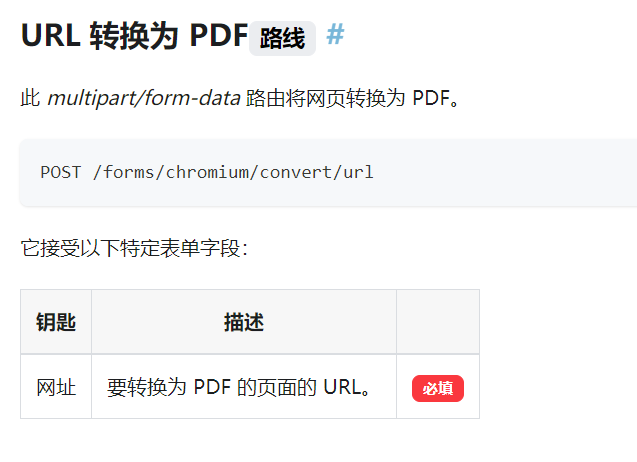 URL 转换为 PDF 路线 #
此 multipart/form-data 路由将网页转换为 PDF。
POST /forms/chromium/convert/url
它接受以下特定表单字段：
钥匙 描述
网址 要转换为 PDF 的页面的 URL。 必填